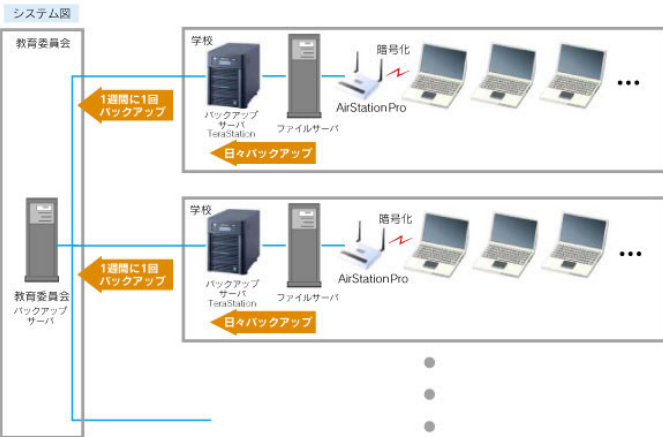 システム図
教育委員会
学校
暗号化
AirStation Pro
バックアップ
サーバ
TeraStation
ファイルサーバ
1週間に1回
バックアップ
日々バックアップ
教育委員会
バックアップ
サーバ
学校
暗号化
AirStation Pro
バックアップ
サーバ
TeraStation
ファイルサーバ
1週間に1回
バックアップ
日々バックアップ